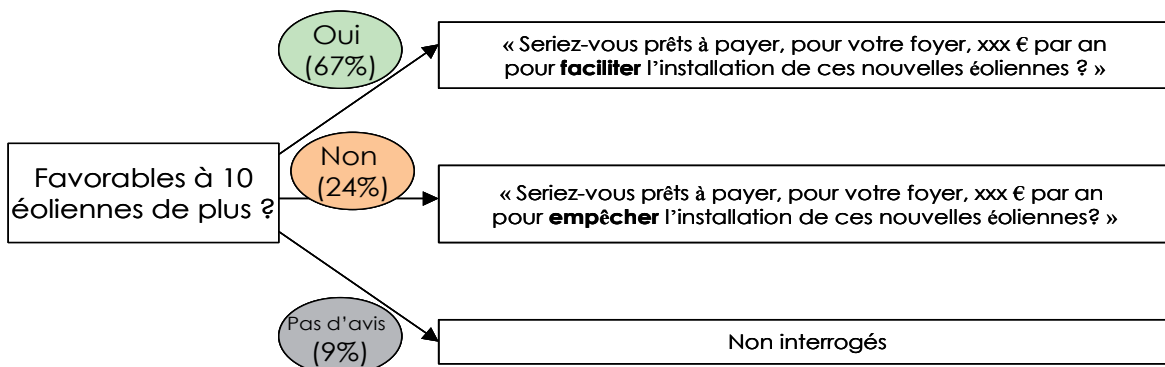 Oui
(67%)
« Seriez-vous prêts à payer, pour votre foyer, xxx € par an
pour faciliter l’installation de ces nouvelles éoliennes ? »
Favorables à 10
éoliennes de plus ?
Non
(24%)
« Seriez-vous prêts à payer, pour votre foyer, xxx € par an
pour empêcher l’installation de ces nouvelles éoliennes? »
Pas d’avis
(9%)
Non interrogés